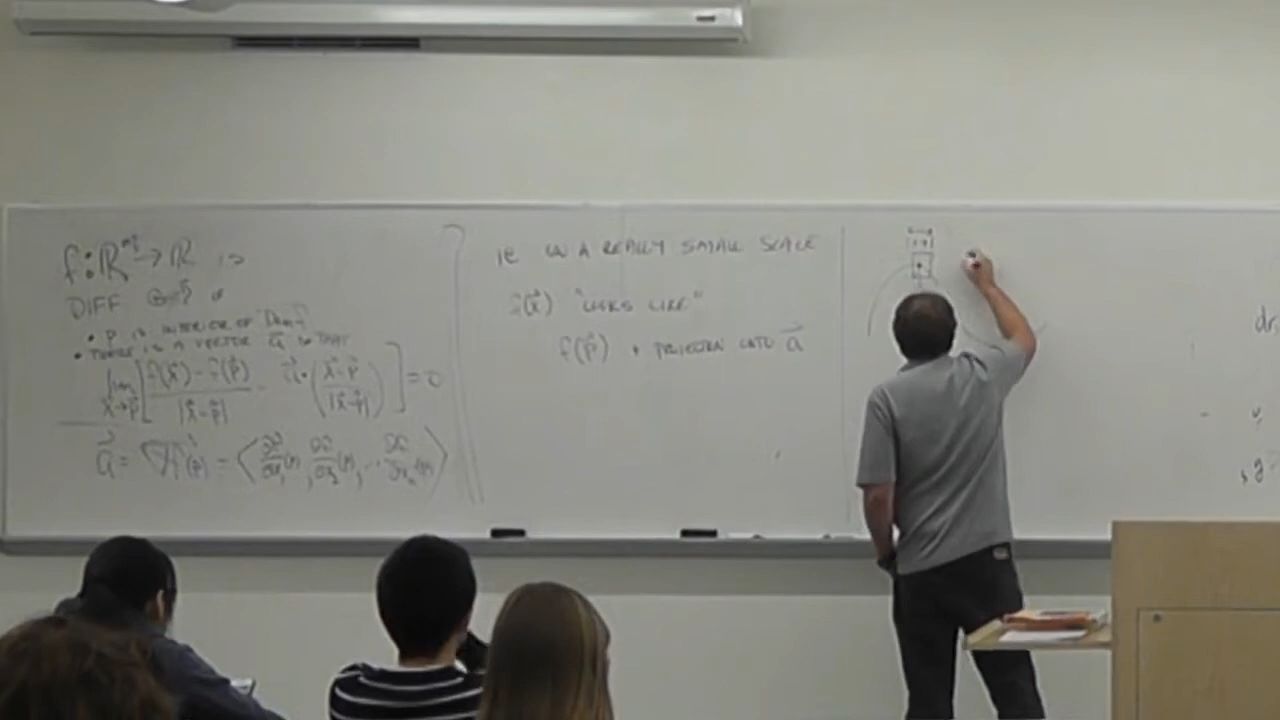 f: ℝⁿ → ℝ is
DIFF @ p⃗ if
• P IS INTERIOR OF Dom f
• THERE IS A VECTOR a⃗ SO THAT
lim x⃗→p⃗ [ (f(x⃗) - f(p⃗)) / |x⃗-p⃗| - a⃗ • ( (x⃗-p⃗) / |x⃗-p⃗| ) ] = 0
a⃗ = ∇f(p⃗) = ⟨ ∂f/∂x₁(p), ∂f/∂x₂(p), ... ∂f/∂xₙ(p) ⟩
ie ON A REALLY SMALL SCALE
f(x⃗) "LOOKS LIKE"
f(p⃗) + PROJECTION ONTO a⃗